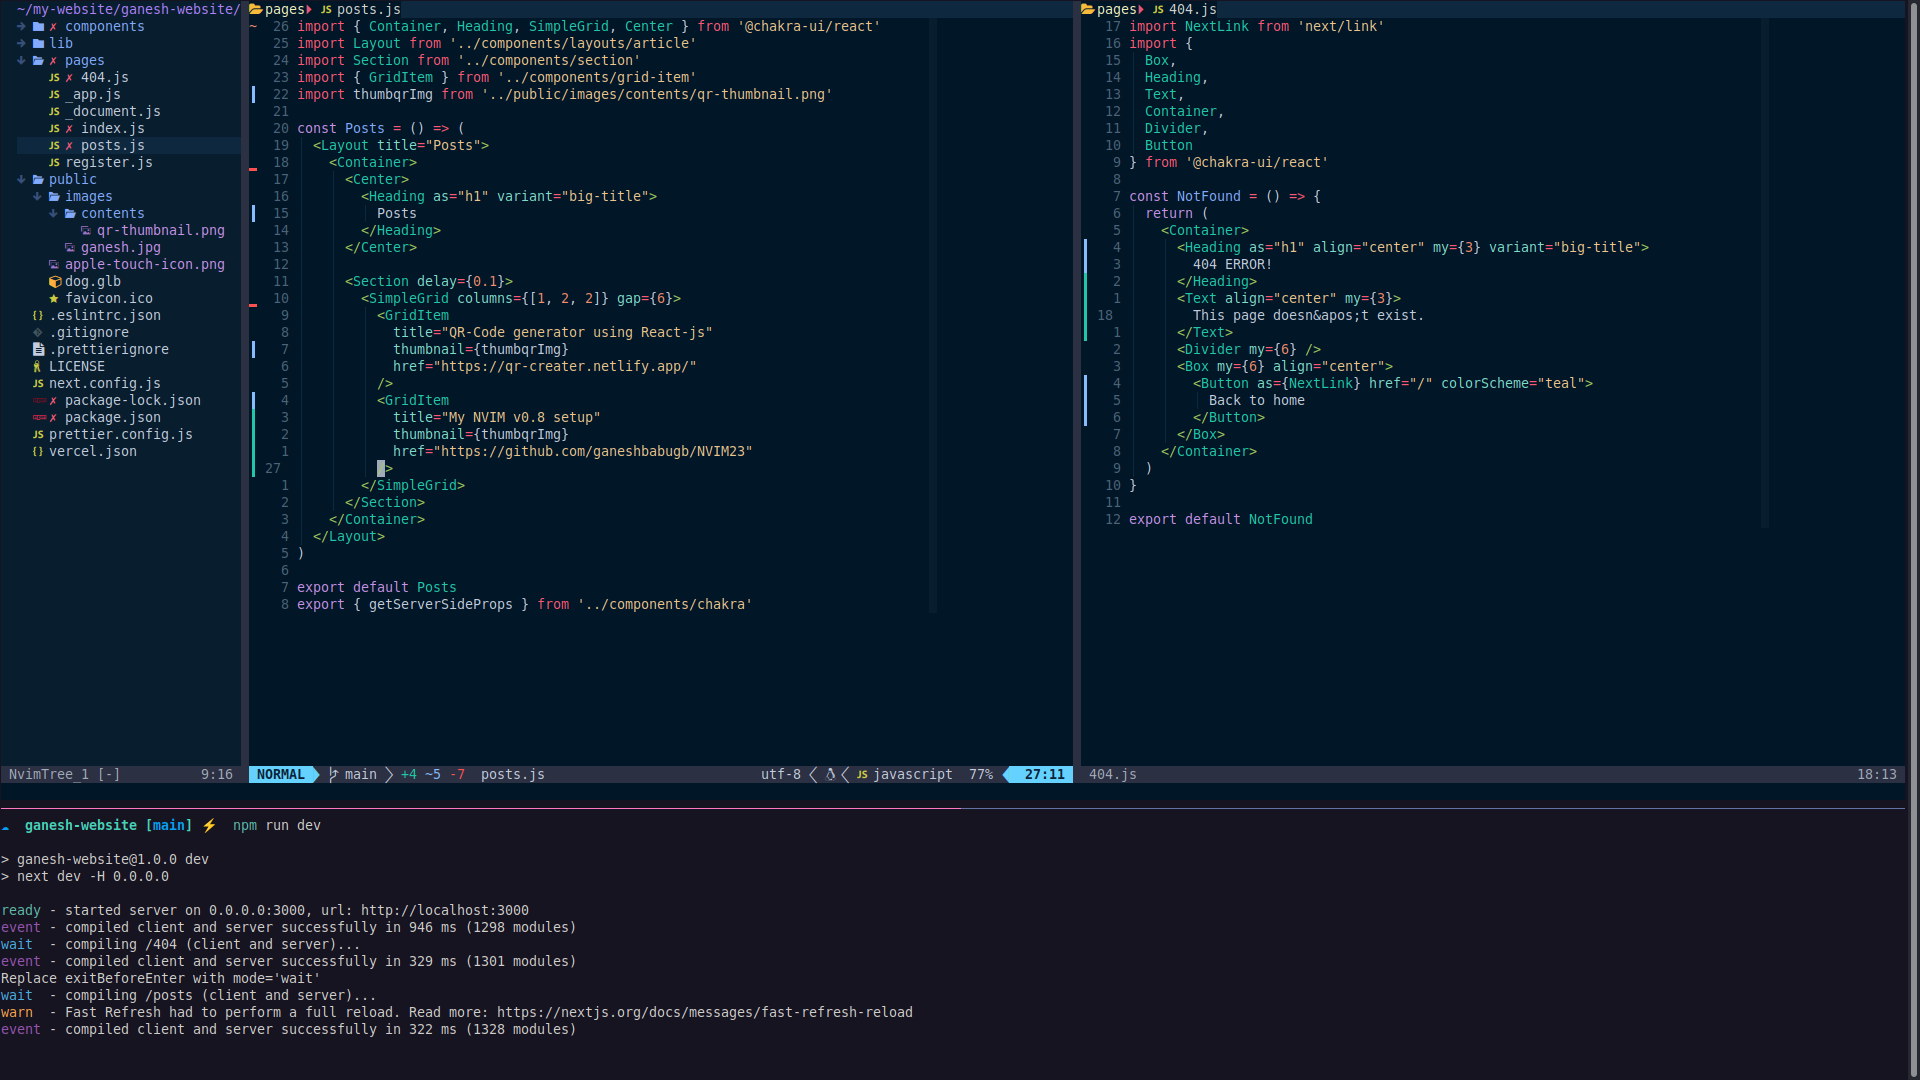 ~/my-website/ganesh-website/
components
lib
pages
404.js
_app.js
_document.js
index.js
posts.js
register.js
public
images
contents
qr-thumbnail.png
ganesh.jpg
apple-touch-icon.png
dog.glb
favicon.ico
.eslintrc.json
.gitignore
.prettierignore
LICENSE
JS next.config.js
package-lock.json
package.json
JS prettier.config.js
vercel.json
NvimTree_1 [-] 9:16
pages JS posts.js
~ 26 import { Container, Heading, SimpleGrid, Center } from '@chakra-ui/react'
25 import Layout from '../components/layouts/article'
24 import Section from '../components/section'
23 import { GridItem } from '../components/grid-item'
22 import thumbqrImg from '../public/images/contents/qr-thumbnail.png'
21
20 const Posts = () => (
19 <Layout title="Posts">
18 <Container>
17 <Center>
16 <Heading as="h1" variant="big-title">
15 Posts
14 </Heading>
13 </Center>
12
11 <Section delay={0.1}>
10 <SimpleGrid columns={[1, 2, 2]} gap={6}>
9 <GridItem
8 title="QR-Code generator using React-js"
7 thumbnail={thumbqrImg}
6 href="https://qr-creater.netlify.app/"
5 />
4 <GridItem
3 title="My NVIM v0.8 setup"
2 thumbnail={thumbqrImg}
1 href="https://github.com/ganeshbabugb/NVIM23"
27 />
1 </SimpleGrid>
2 </Section>
3 </Container>
4 </Layout>
5 )
6
7 export default Posts
8 export { getServerSideProps } from '../components/chakra'
NORMAL main +4 ~5 -7 posts.js utf-8 JS javascript 77% 27:11
pages JS 404.js
17 import NextLink from 'next/link'
16 import {
15 Box,
14 Heading,
13 Text,
12 Container,
11 Divider,
10 Button
9 } from '@chakra-ui/react'
8
7 const NotFound = () => {
6 return (
5 <Container>
4 <Heading as="h1" align="center" my={3} variant="big-title">
3 404 ERROR!
2 </Heading>
1 <Text align="center" my={3}>
18 This page doesn&apos;t exist.
1 </Text>
2 <Divider my={6} />
3 <Box my={6} align="center">
4 <Button as={NextLink} href="/" colorScheme="teal">
5 Back to home
6 </Button>
7 </Box>
8 </Container>
9 )
10 }
11
12 export default NotFound
404.js 18:13
ganesh-website [main] ⚡ npm run dev
> ganesh-website@1.0.0 dev
> next dev -H 0.0.0.0
ready - started server on 0.0.0.0:3000, url: http://localhost:3000
event - compiled client and server successfully in 946 ms (1298 modules)
wait - compiling /404 (client and server)...
event - compiled client and server successfully in 329 ms (1301 modules)
Replace exitBeforeEnter with mode='wait'
wait - compiling /posts (client and server)...
warn - Fast Refresh had to perform a full reload. Read more: https://nextjs.org/docs/messages/fast-refresh-reload
event - compiled client and server successfully in 322 ms (1328 modules)